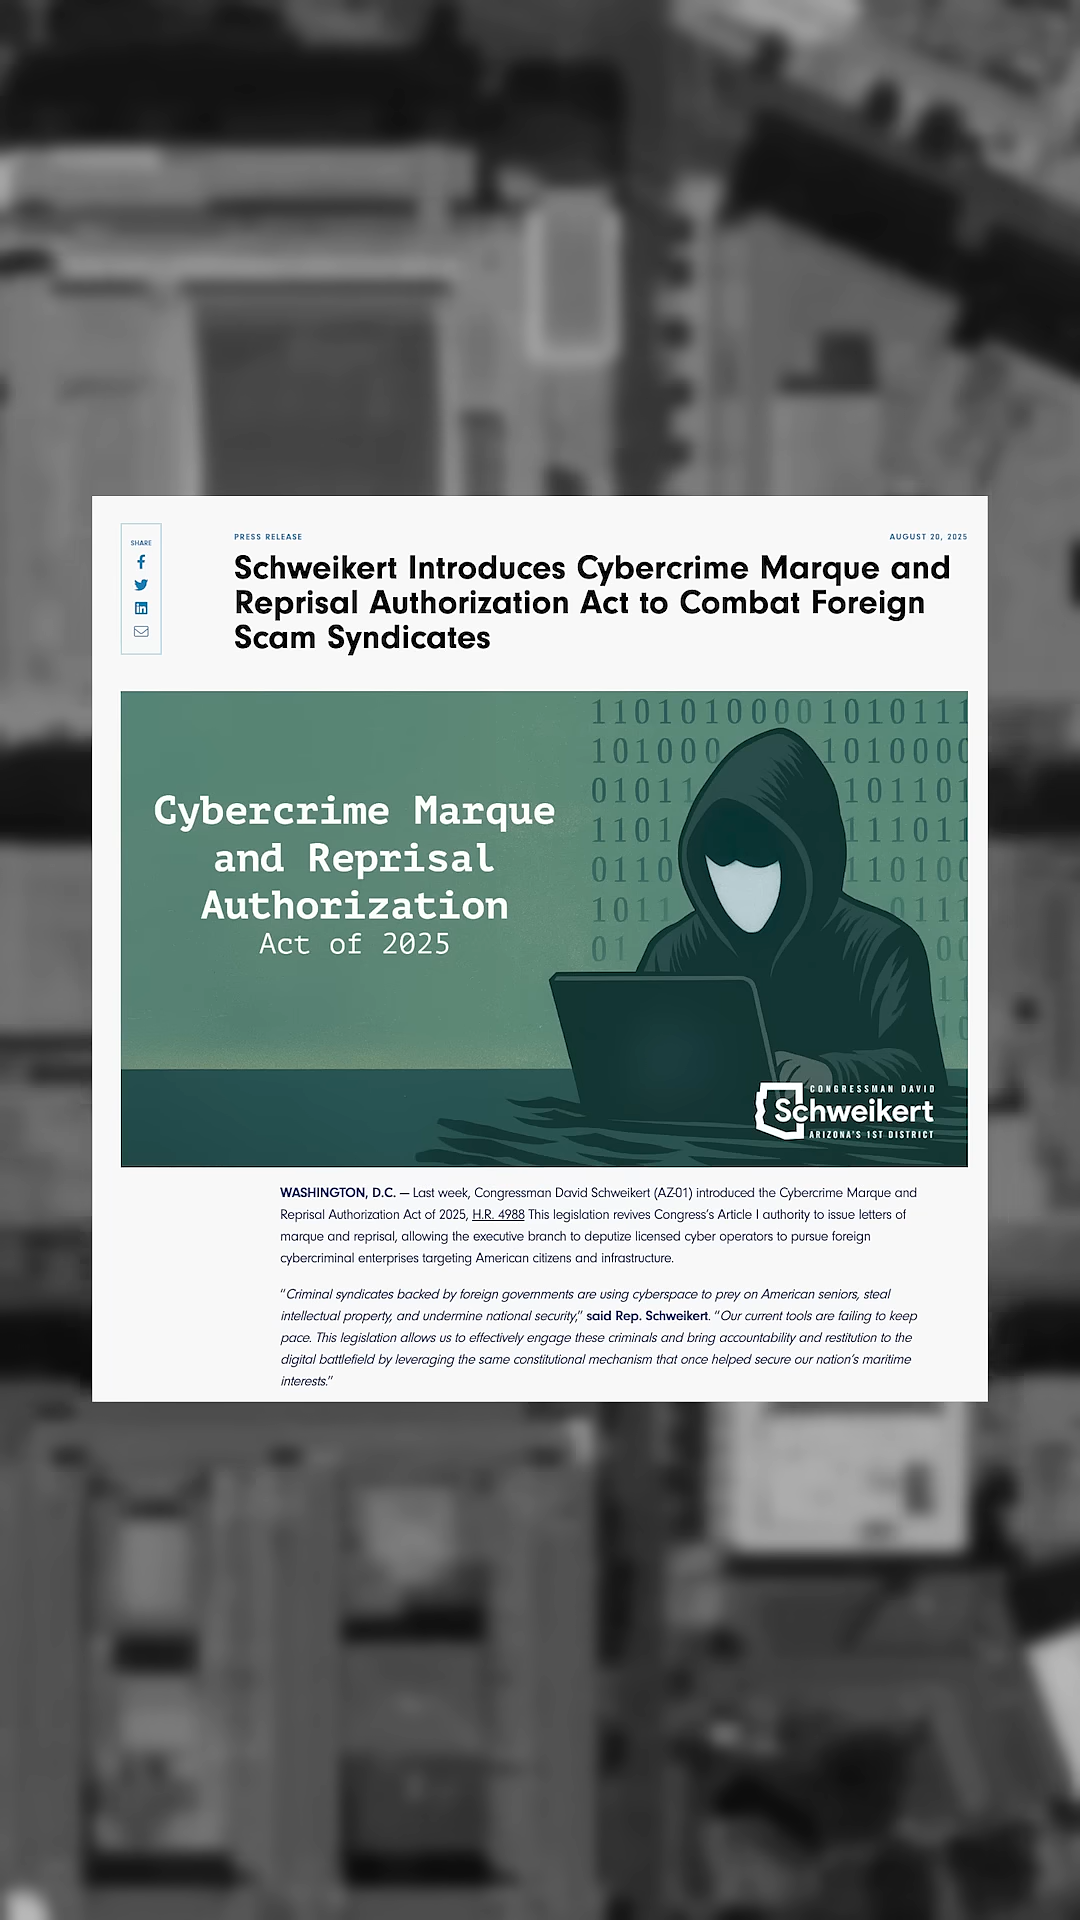 SHARE
PRESS RELEASE
AUGUST 20, 2025
Schweikert Introduces Cybercrime Marque and
Reprisal Authorization Act to Combat Foreign
Scam Syndicates
11010100001010111
101000 1010000
01011 101101
1101 111101
0110 110100
1011 0111
01 00
11
10
Cybercrime Marque
and Reprisal
Authorization
Act of 2025
CONGRESSMAN DAVID
Schweikert
ARIZONA'S 1ST DISTRICT
WASHINGTON, D.C. — Last week, Congressman David Schweikert (AZ-01) introduced the Cybercrime Marque and
Reprisal Authorization Act of 2025, H.R. 4988 This legislation revives Congress's Article I authority to issue letters of
marque and reprisal, allowing the executive branch to deputize licensed cyber operators to pursue foreign
cybercriminal enterprises targeting American citizens and infrastructure.
"Criminal syndicates backed by foreign governments are using cyberspace to prey on American seniors, steal
intellectual property, and undermine national security," said Rep. Schweikert. "Our current tools are failing to keep
pace. This legislation allows us to effectively engage these criminals and bring accountability and restitution to the
digital battlefield by leveraging the same constitutional mechanism that once helped secure our nation's maritime
interests."